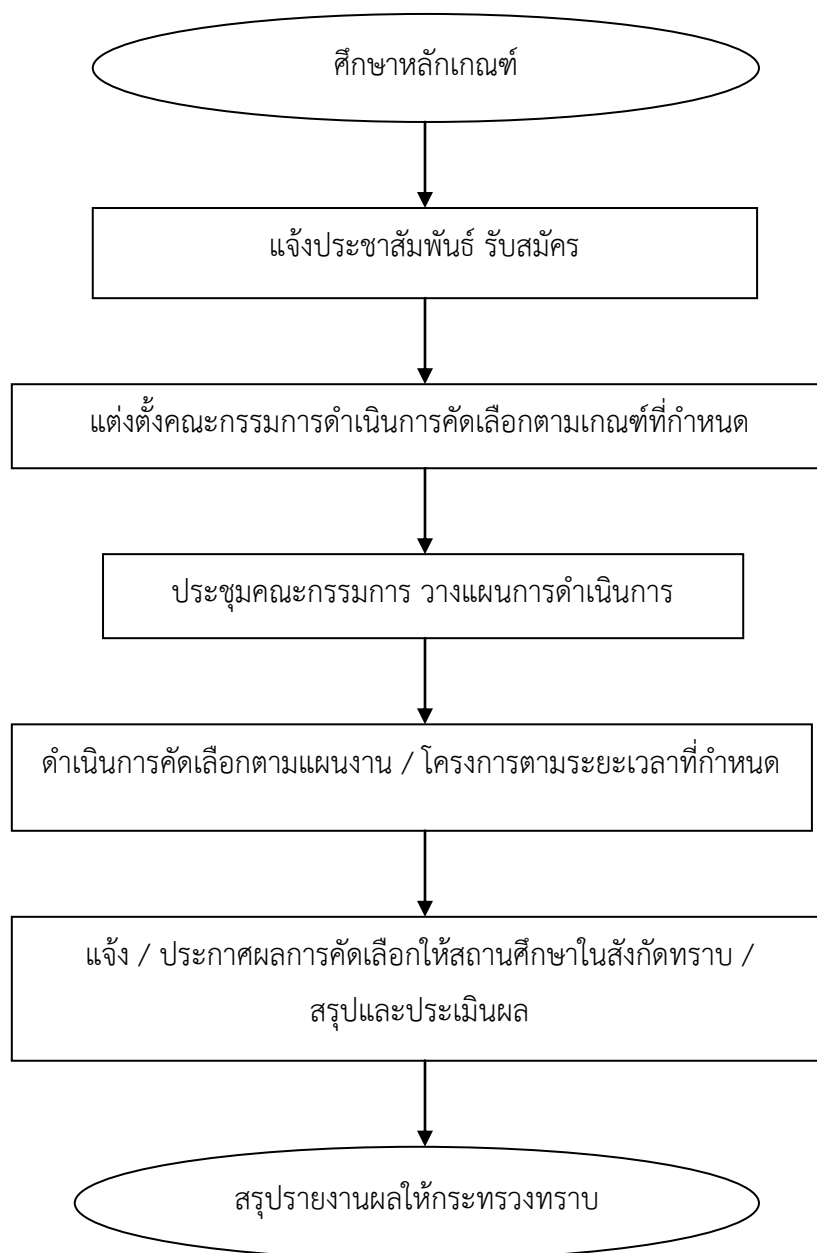 ศึกษาหลักเกณฑ์
แจ้งประชาสัมพันธ์ รับสมัคร
แต่งตั้งคณะกรรมการดำเนินการคัดเลือกตามเกณฑ์ที่กำหนด
ประชุมคณะกรรมการ วางแผนการดำเนินการ
ดำเนินการคัดเลือกตามแผนงาน / โครงการตามระยะเวลาที่กำหนด
แจ้ง / ประกาศผลการคัดเลือกให้สถานศึกษาในสังกัดทราบ /
สรุปและประเมินผล
สรุปรายงานผลให้กระทรวงทราบ